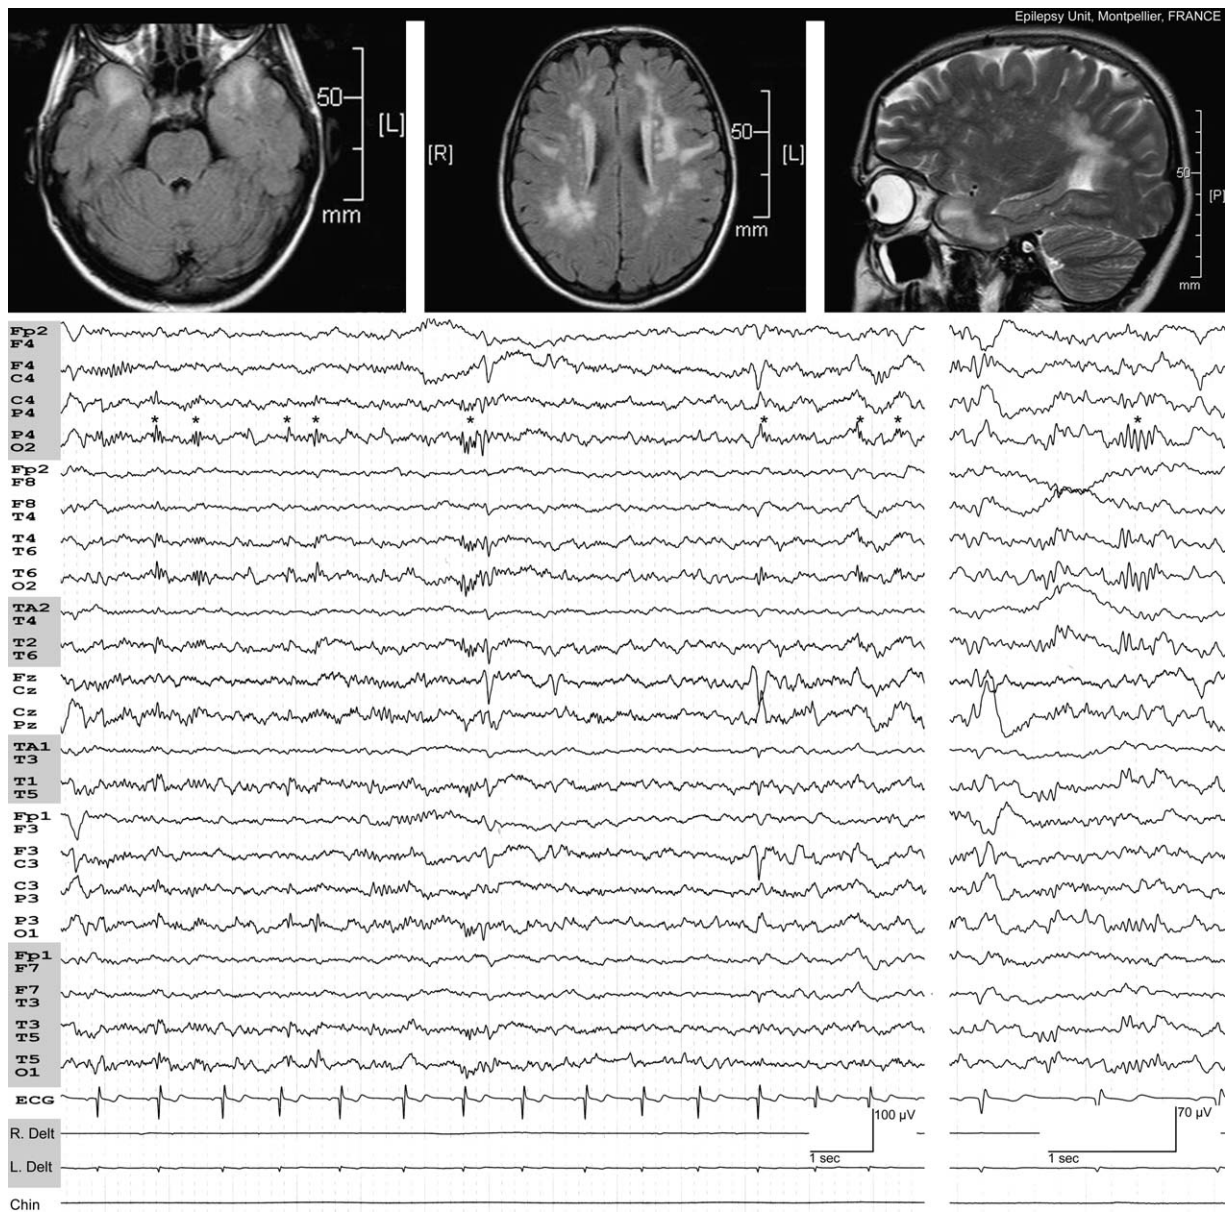 Epilepsy Unit, Montpellier, FRANCE
50
[L]
mm
[R]
50
[L]
mm
50
[P]
mm
Fp2
F4
F4
C4
C4
P4
* * * * * * * * *
P4
O2
Fp2
F8
F8
T4
T4
T6
T6
O2
TA2
T4
T2
T6
Fz
Cz
Cz
Pz
TA1
T3
T1
T5
Fp1
F3
F3
C3
C3
P3
P3
O1
Fp1
F7
F7
T3
T3
T5
T5
O1
ECG
100 µV
70 µV
R. Delt
1 sec
1 sec
L. Delt
Chin